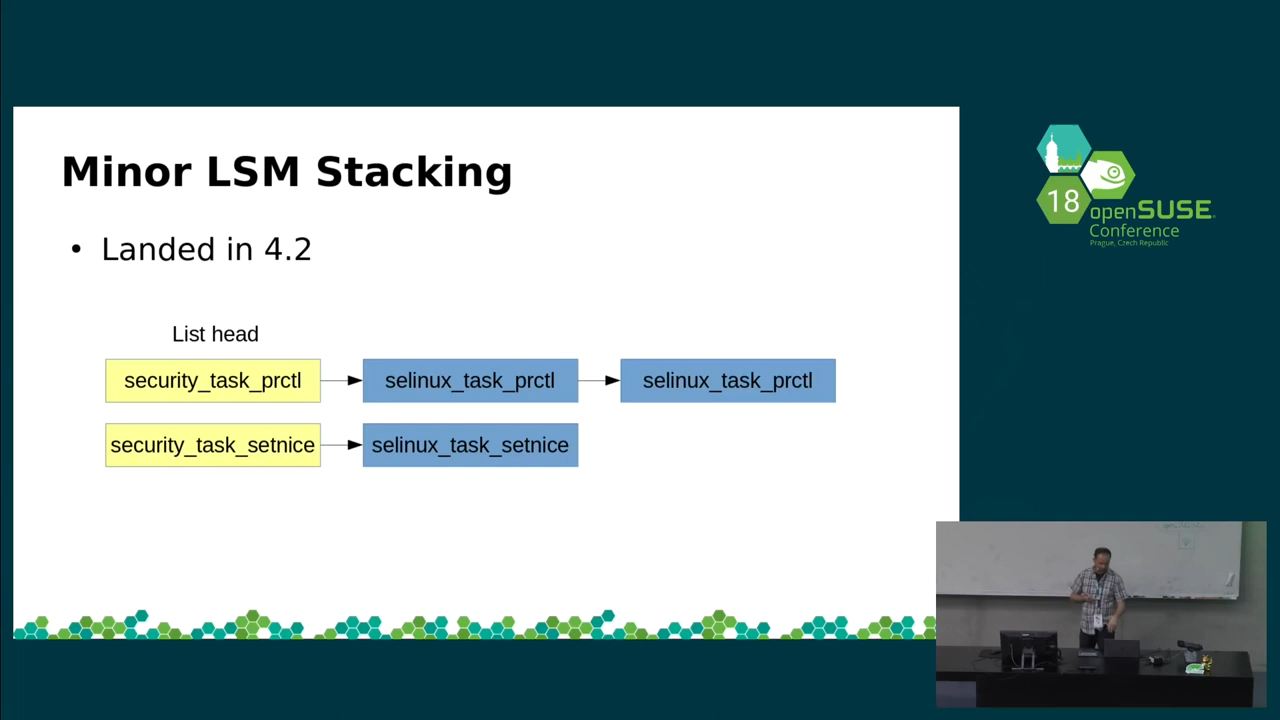 Minor LSM Stacking
• Landed in 4.2
List head
security_task_prctl
selinux_task_prctl
selinux_task_prctl
security_task_setnice
selinux_task_setnice
18
openSUSE
Conference
Prague, Czech Republic